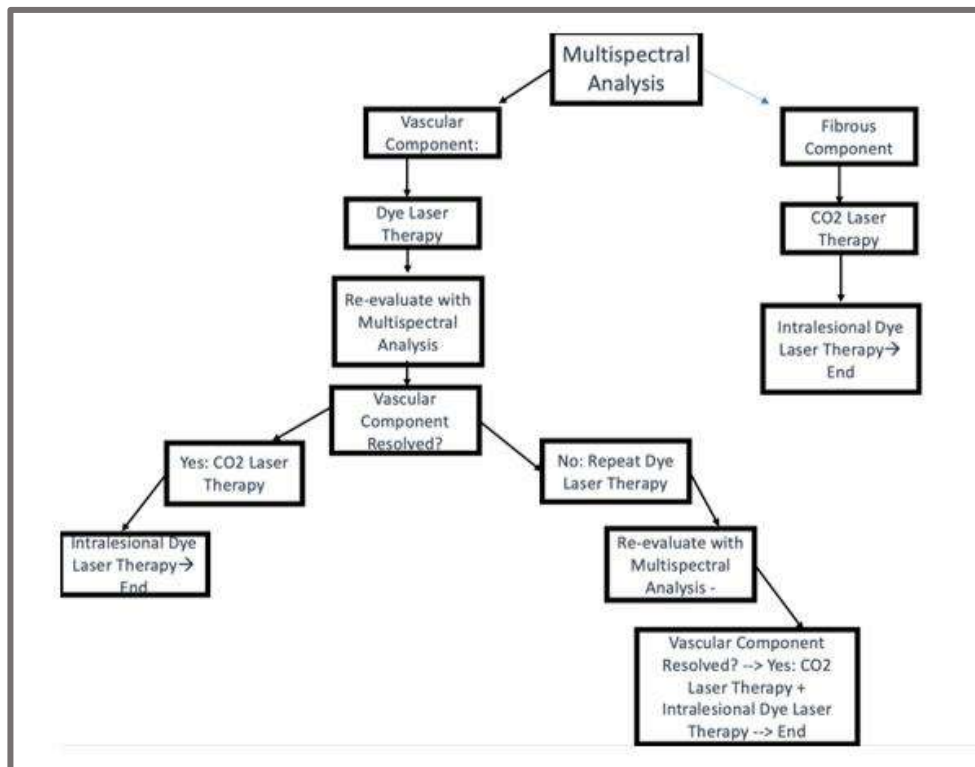 Multispectral
Analysis
Vascular
Component:
Fibrous
Component
Dye Laser
Therapy
CO2 Laser
Therapy
Re-evaluate with
Multispectral
Analysis
Intralesional Dye
Laser Therapy→
End
Vascular
Component
Resolved?
Yes: CO2 Laser
Therapy
No: Repeat Dye
Laser Therapy
Intralesional Dye
Laser Therapy→
End
Re-evaluate with
Multispectral
Analysis -
Vascular Component
Resolved? --> Yes: CO2
Laser Therapy +
Intralesional Dye Laser
Therapy --> End